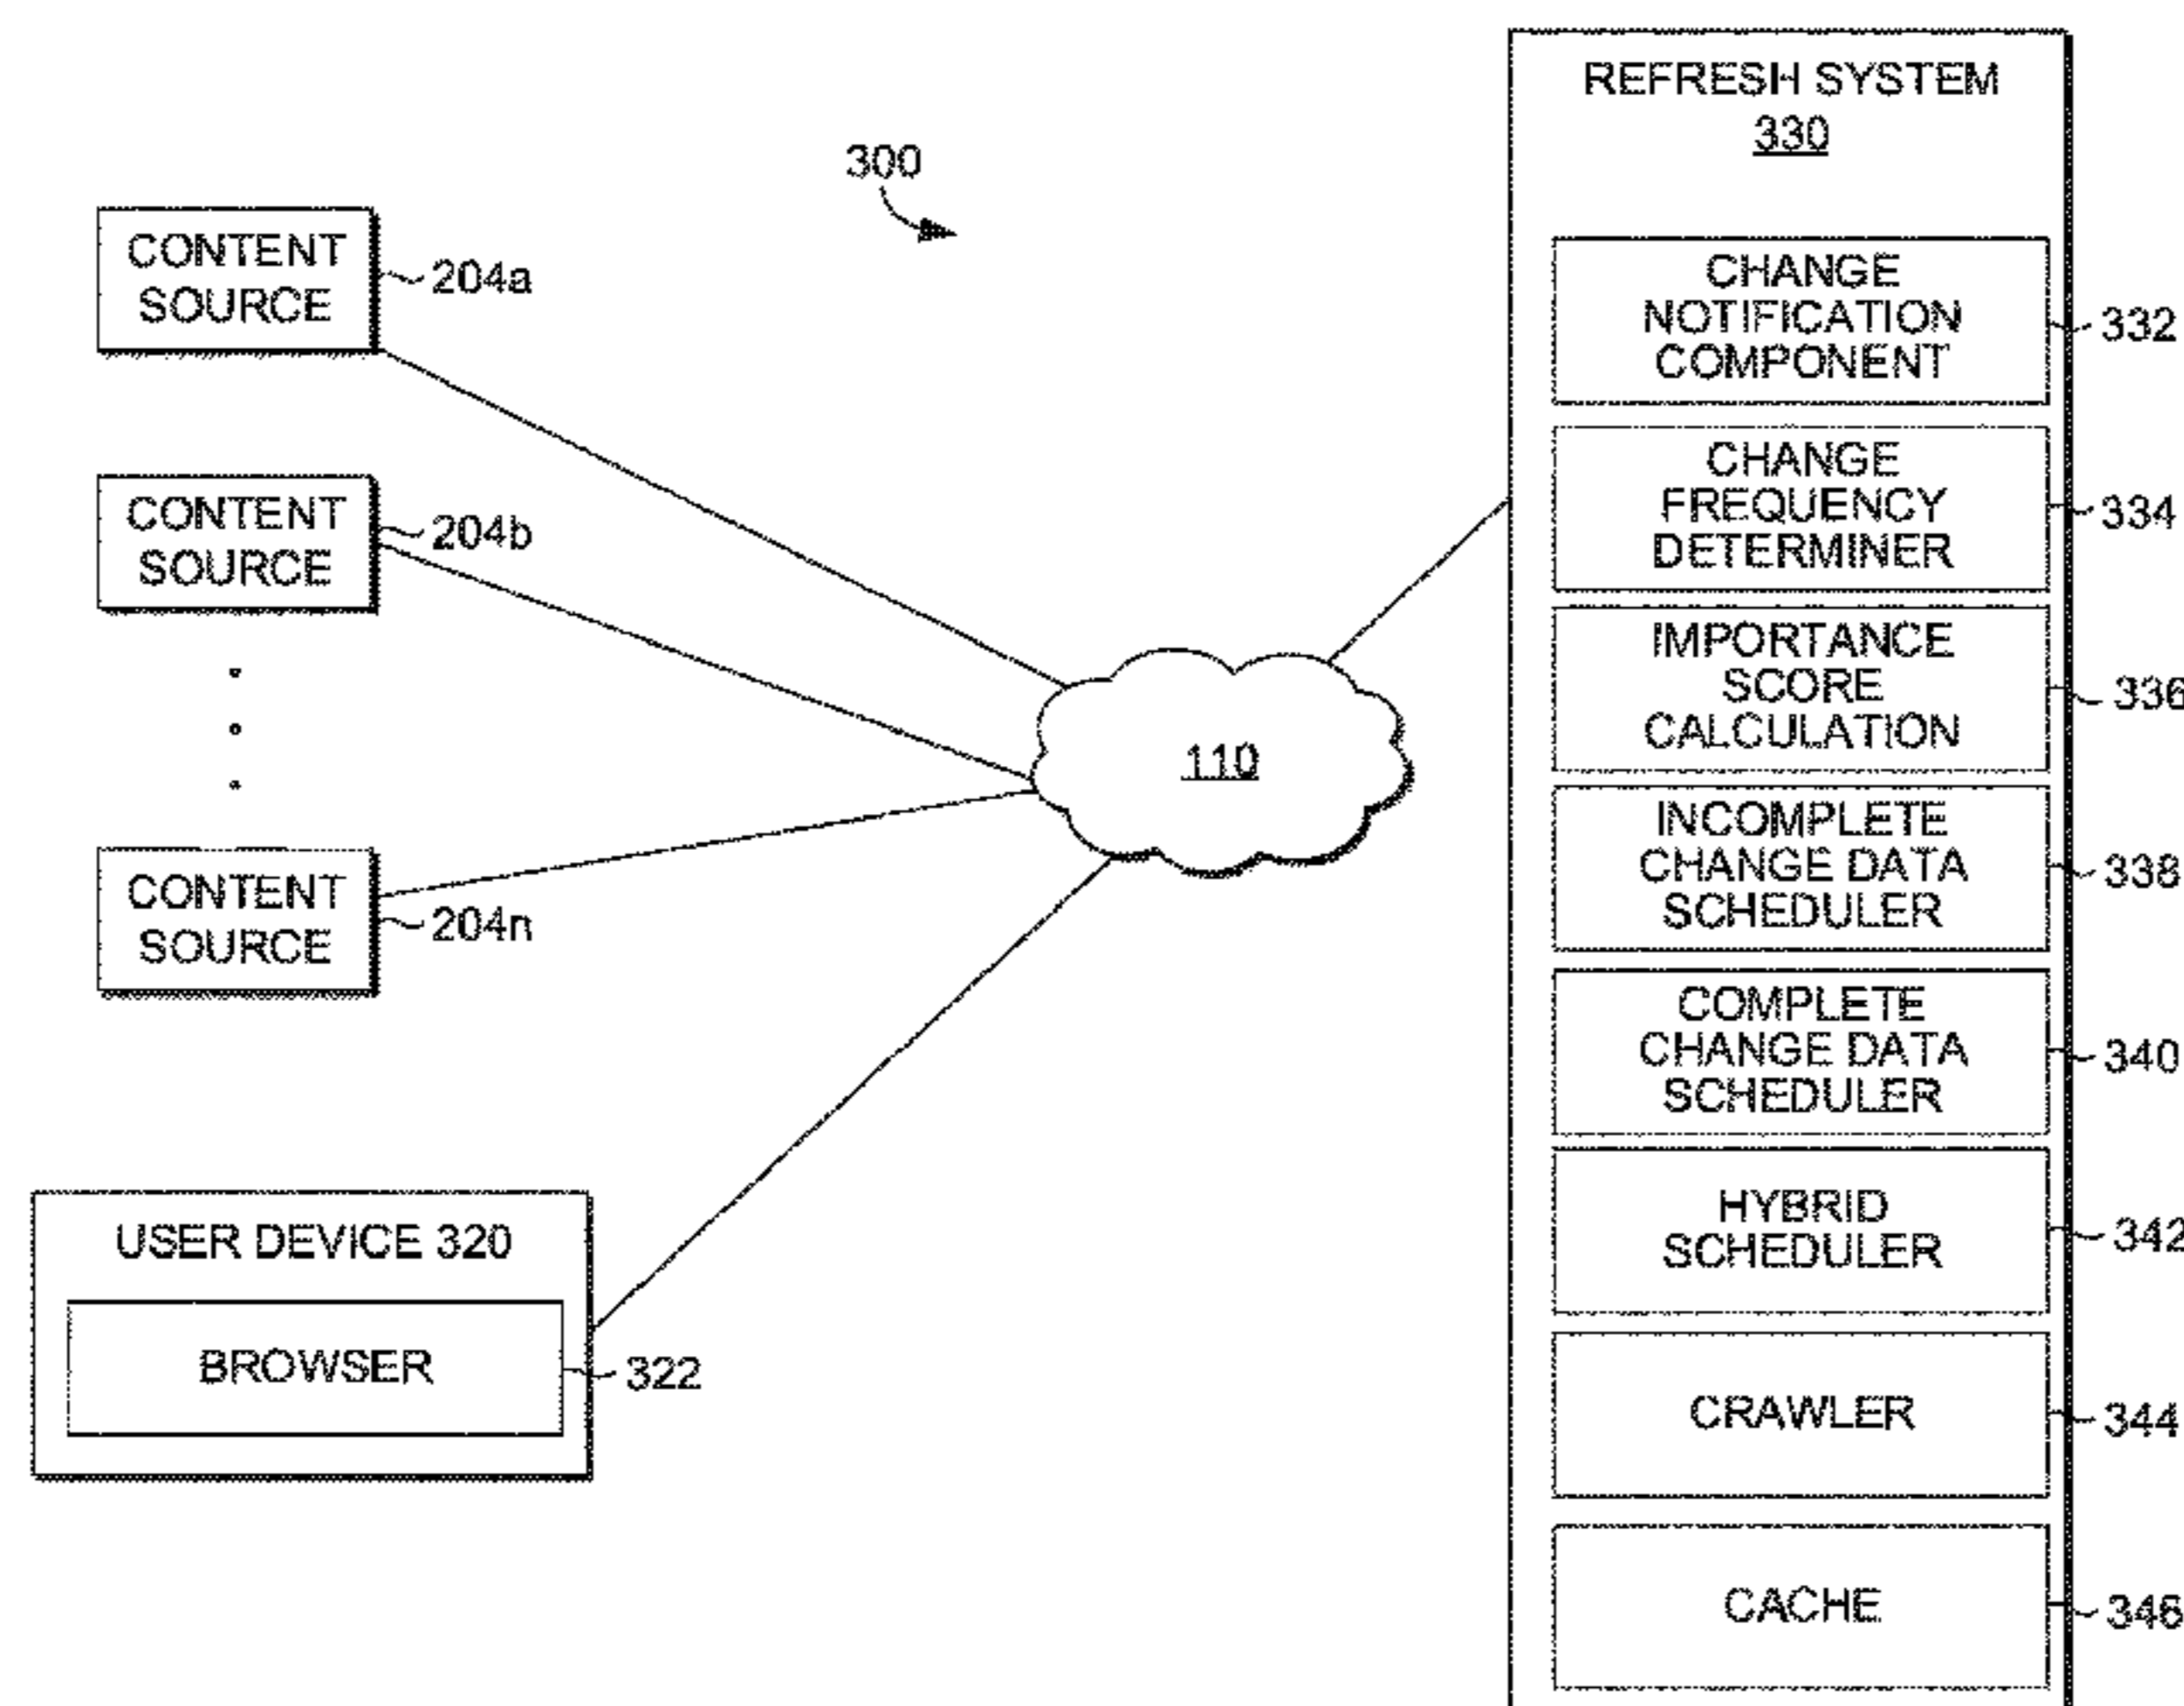 300
CONTENT
SOURCE
204a
CONTENT
SOURCE
204b
CONTENT
SOURCE
204n
USER DEVICE 320
BROWSER
322
110
REFRESH SYSTEM
330
CHANGE
NOTIFICATION
COMPONENT
332
CHANGE
FREQUENCY
DETERMINER
334
IMPORTANCE
SCORE
CALCULATION
336
INCOMPLETE
CHANGE DATA
SCHEDULER
338
COMPLETE
CHANGE DATA
SCHEDULER
340
HYBRID
SCHEDULER
342
CRAWLER
344
CACHE
346